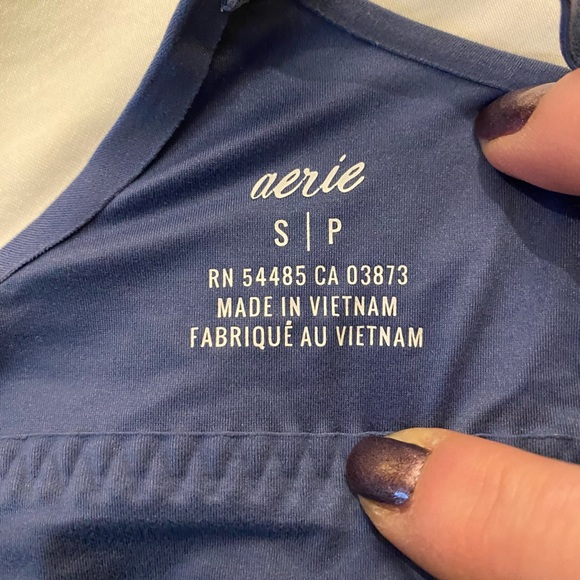 aerie
S | P
RN 54485 CA 03873
MADE IN VIETNAM
FABRIQUÉ AU VIETNAM